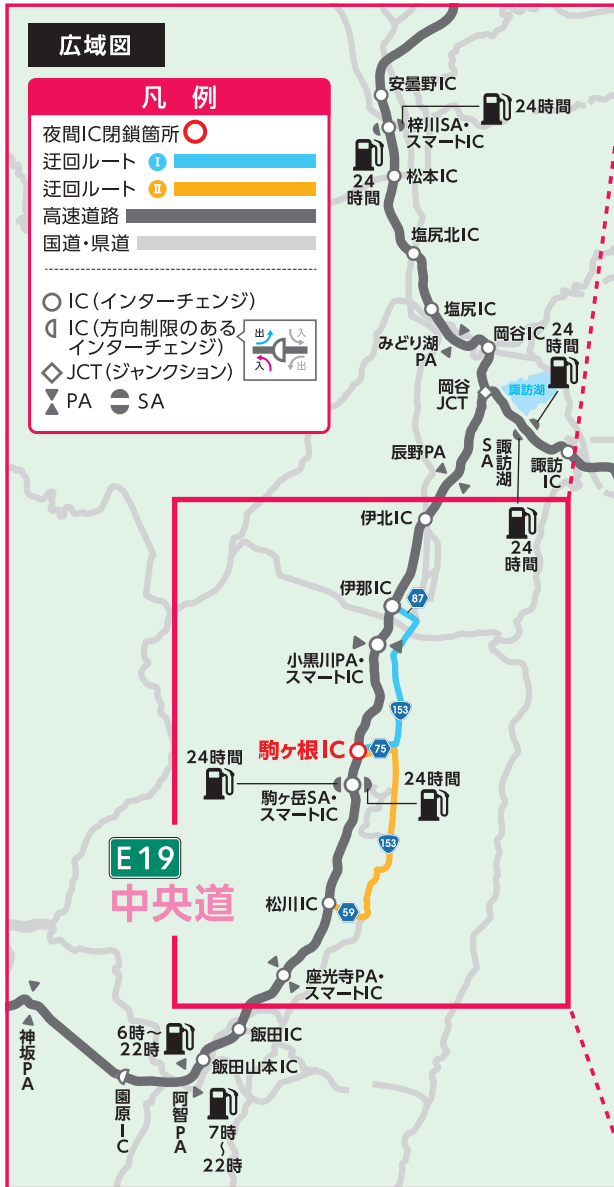 広域図
凡 例
夜間IC閉鎖箇所
迂回ルート Ⅰ
迂回ルート Ⅱ
高速道路
国道・県道
IC(インターチェンジ)
IC(方向制限のある
インターチェンジ)
出
入
入
出
JCT(ジャンクション)
PA
SA
安曇野IC
24時間
梓川SA・
スマートIC
24
時間
松本IC
塩尻北IC
塩尻IC
みどり湖
PA
岡谷IC
24
時間
岡谷
JCT
諏訪湖
諏訪湖
SA
諏訪
IC
24
時間
辰野PA
伊北IC
伊那IC
87
小黒川PA・
スマートIC
153
駒ヶ根IC
75
24時間
駒ヶ岳SA・
スマートIC
24時間
153
E19
中央道
松川IC
59
座光寺PA・
スマートIC
神坂PA
6時~
22時
飯田IC
飯田山本IC
園原IC
阿智PA
7時
~
22時